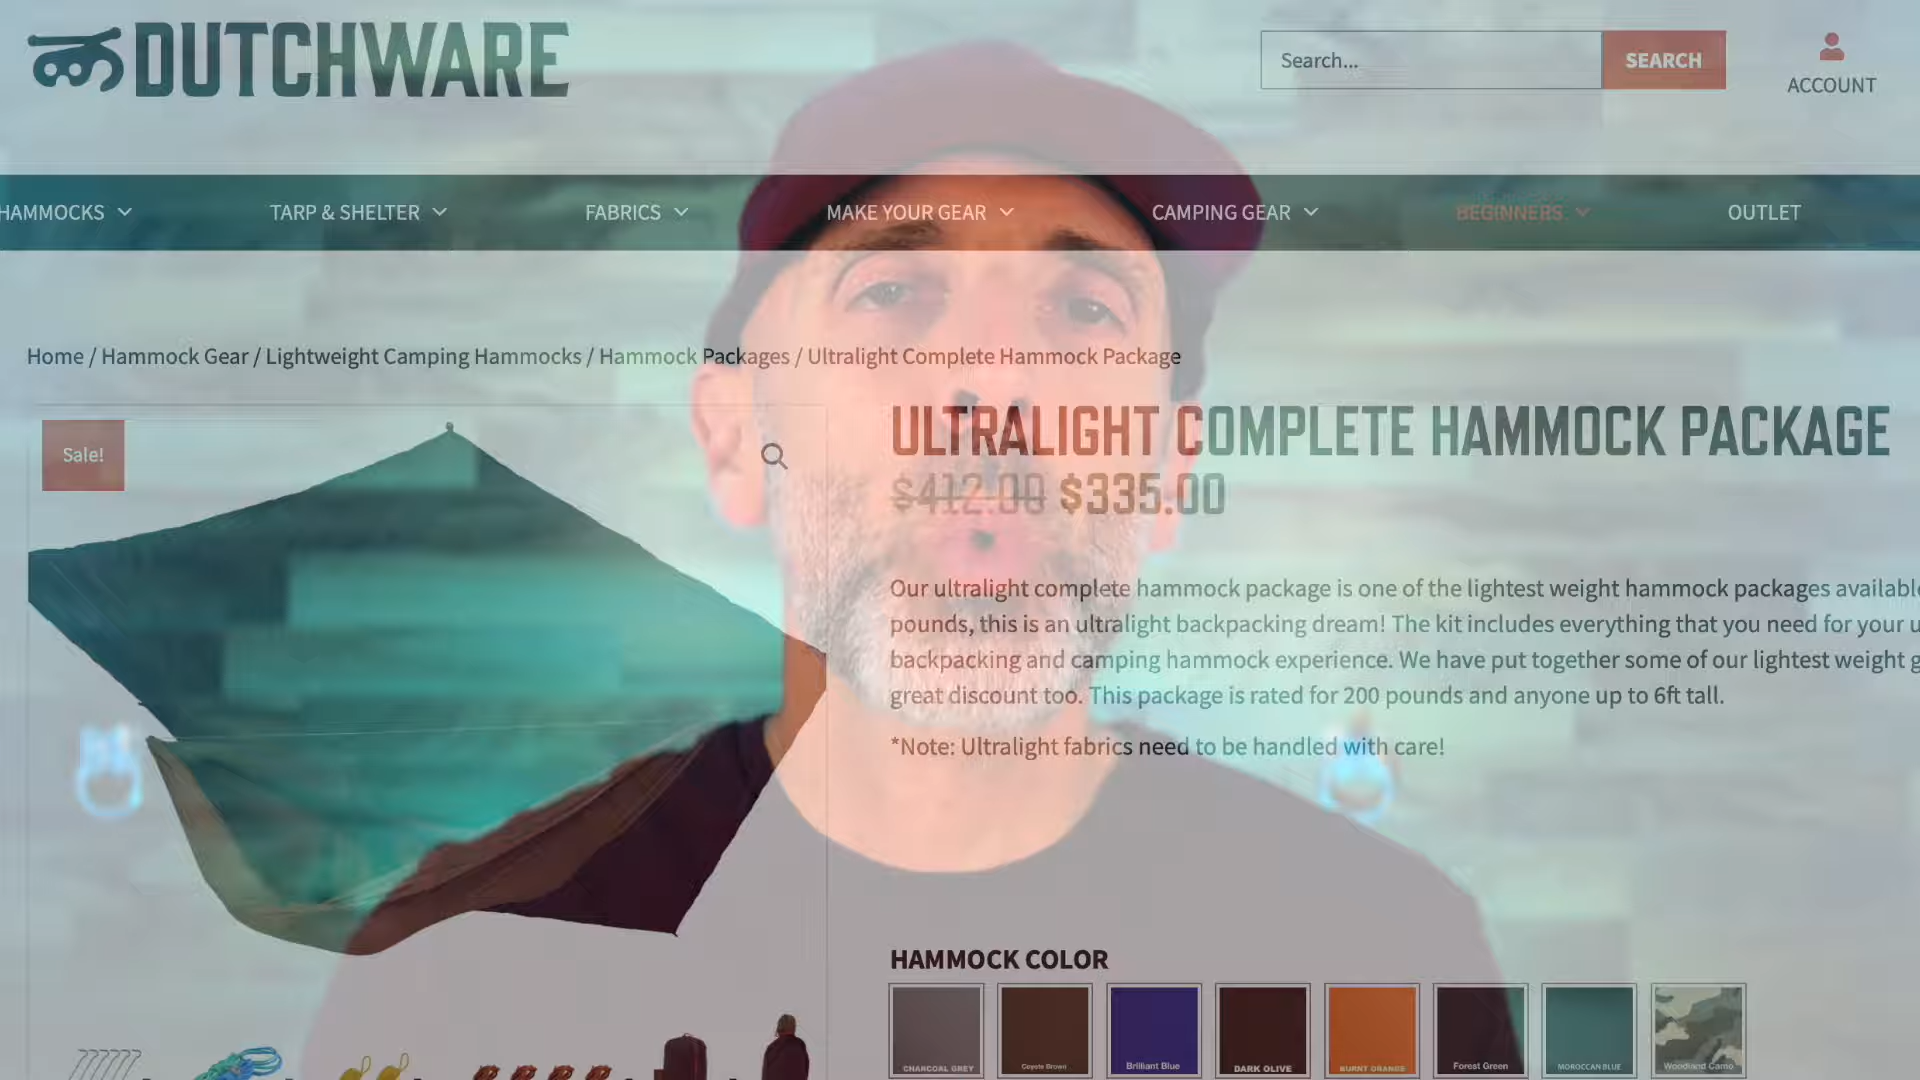 DUTCHWARE
Search...
SEARCH
ACCOUNT
HAMMOCKS
TARP & SHELTER
FABRICS
MAKE YOUR GEAR
CAMPING GEAR
BEGINNERS
OUTLET
Home / Hammock Gear / Lightweight Camping Hammocks / Hammock Packages / Ultralight Complete Hammock Package
Sale!
ULTRALIGHT COMPLETE HAMMOCK PACKAGE
$412.00 $335.00
Our ultralight complete hammock package is one of the lightest weight hammock packages available
pounds, this is an ultralight backpacking dream! The kit includes everything that you need for your u
backpacking and camping hammock experience. We have put together some of our lightest weight g
great discount too. This package is rated for 200 pounds and anyone up to 6ft tall.
*Note: Ultralight fabrics need to be handled with care!
HAMMOCK COLOR
CHARCOAL GREY
Coyote Brown
Brilliant Blue
DARK OLIVE
BURNT ORANGE
Forest Green
MOROCCAN BLUE
Woodland Camo